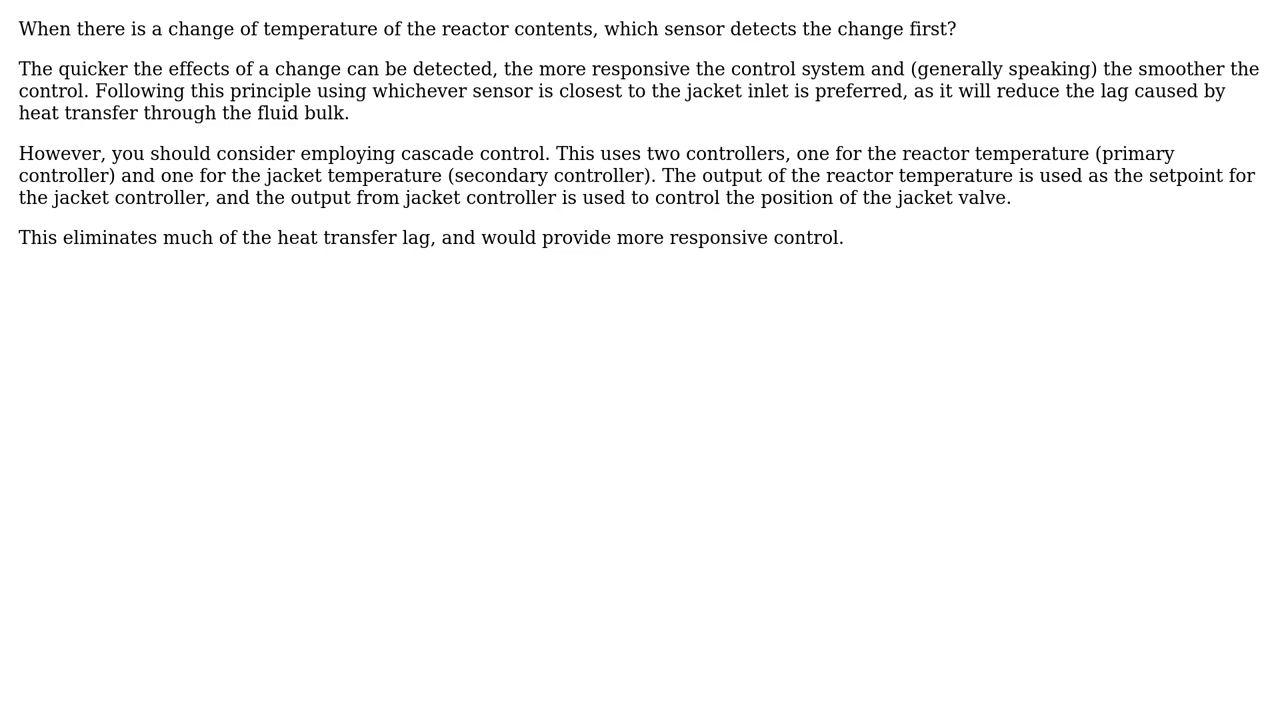 When there is a change of temperature of the reactor contents, which sensor detects the change first?
The quicker the effects of a change can be detected, the more responsive the control system and (generally speaking) the smoother the
control. Following this principle using whichever sensor is closest to the jacket inlet is preferred, as it will reduce the lag caused by
heat transfer through the fluid bulk.
However, you should consider employing cascade control. This uses two controllers, one for the reactor temperature (primary
controller) and one for the jacket temperature (secondary controller). The output of the reactor temperature is used as the setpoint for
the jacket controller, and the output from jacket controller is used to control the position of the jacket valve.
This eliminates much of the heat transfer lag, and would provide more responsive control.